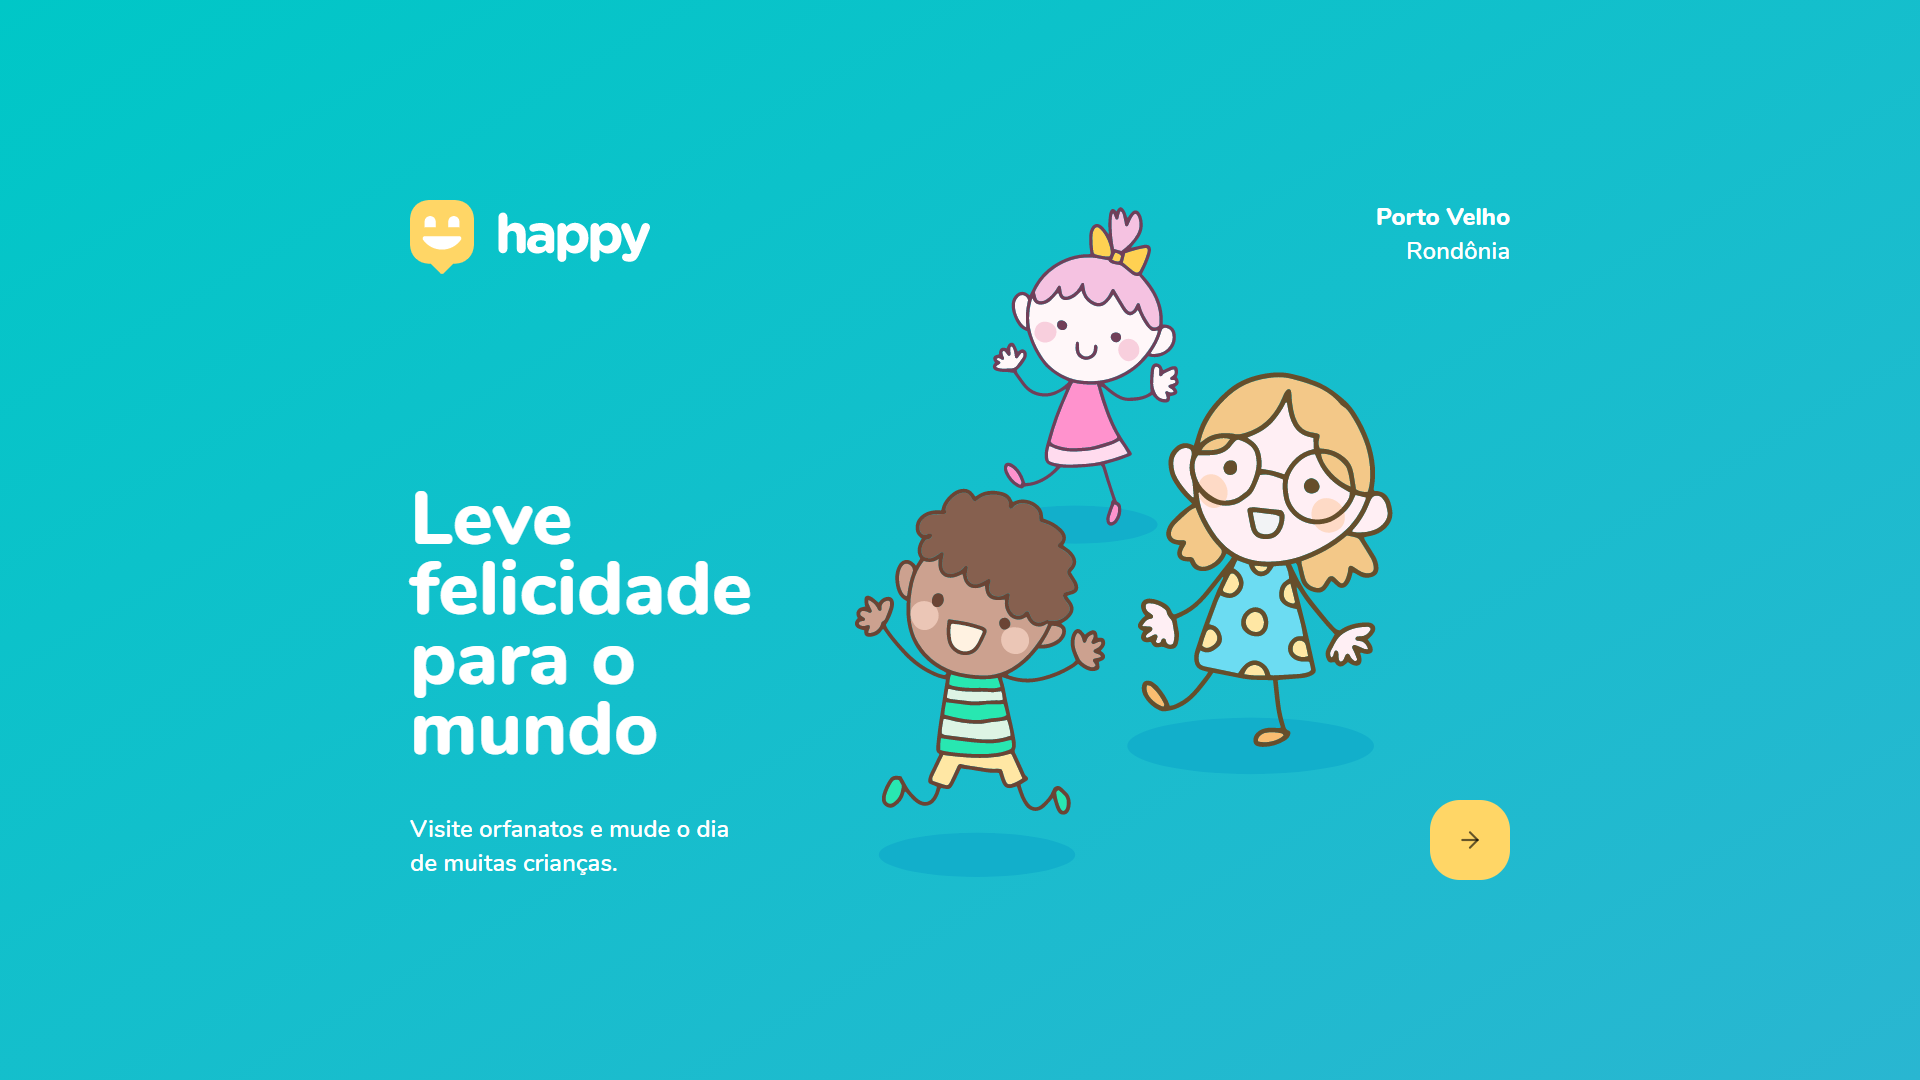 happy
Porto Velho
Rondônia
Leve
felicidade
para o
mundo
Visite orfanatos e mude o dia
de muitas crianças.